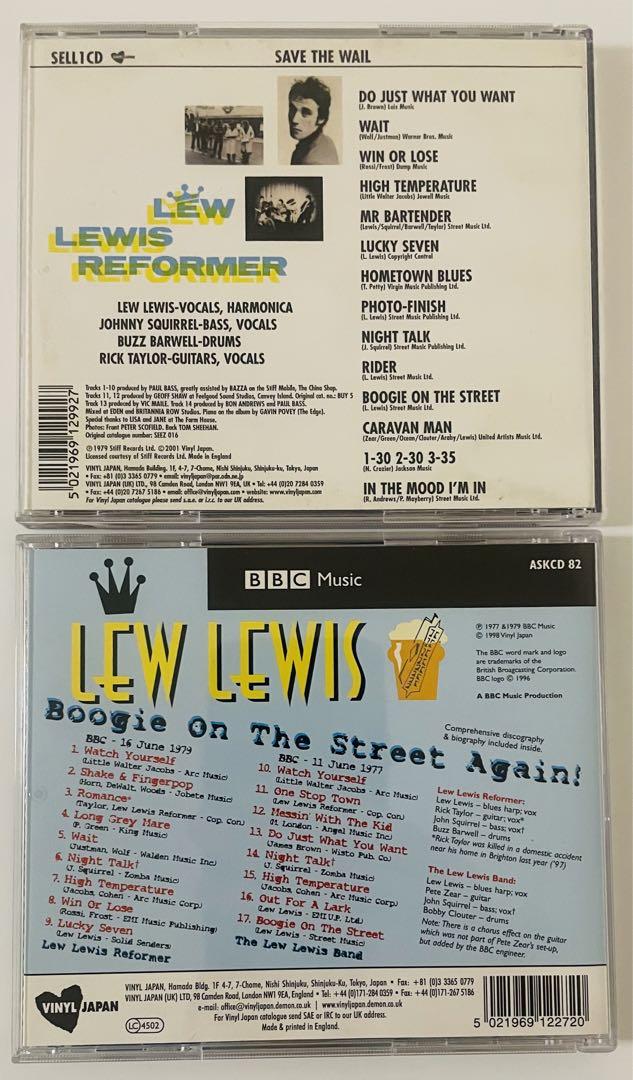 SELL1CD
SAVE THE WAIL
DO JUST WHAT YOU WANT
(J. Brown) Lois Music
WAIT
(Wolf/Justman) Warner Bros. Music
WIN OR LOSE
(Rossi/Frost) Dump Music
HIGH TEMPERATURE
(Little Walter Jacobs) Jewell Music
MR BARTENDER
(Lewis/Squirrel/Barwell/Taylor) Street Music Ltd.
LUCKY SEVEN
(L. Lewis) Copyright Control
HOMETOWN BLUES
(T. Petty) Virgin Music Publishing Ltd.
PHOTO-FINISH
(L. Lewis) Street Music Publishing Ltd.
NIGHT TALK
(J. Squirrel) Street Music Publishing Ltd.
RIDER
(L. Lewis) Street Music Ltd.
BOOGIE ON THE STREET
(L. Lewis) Street Music Ltd.
CARAVAN MAN
(Zear/Green/Ocean/Clouter/Araby/Lewis) United Artists Music Ltd.
1-30 2-30 3-35
(N. Crazier) Jackson Music
IN THE MOOD I'M IN
(R. Andrews/P. Mayberry) Street Music Ltd.
LEW
LEWIS
REFORMER
LEW LEWIS-VOCALS, HARMONICA
JOHNNY SQUIRREL-BASS, VOCALS
BUZZ BARWELL-DRUMS
RICK TAYLOR-GUITARS, VOCALS
5 021969 129927
Tracks 1-10 produced by PAUL BASS, greatly assisted by BAZZA on the Stiff Mobile, The China Shop.
Tracks 11, 12 produced by GEOFF SHAW at Feelgood Sound Studios, Canvey Island. Original cat. no.: BUY 5
Track 13 produced by VIC MAILE. Track 14 produced by BON ANDREWS and PAUL BASS.
Mixed at EDEN and BRITANNIA ROW Studios. Piano on the album by GAVIN POVEY (The Edge).
Special thanks to LISA and JANE at The Farm House.
Photos: Front PETER SCOFIELD. Back TOM SHEEHAN.
Original catalogue number: SEEZ 016
℗ 1979 Stiff Records Ltd. © 2001 Vinyl Japan.
Licensed courtesy of Stiff Records Ltd. Made in England
VINYL JAPAN, Hamada Building. 1F, 4-7, 7-Chome, Nishi Shinjuku, Shinjuku-ku, Tokyo, Japan
• Fax: +81 (0)3 3365 0779 • email: vinyljapan@par.odn.ne.jp
VINYL JAPAN (UK) LTD., 98 Camden Road, London NW1 9EA, UK • Tel: +44 (0)20 7284 0359
• Fax: +44 (0)20 7267 5186 • email: office@vinyljapan.com • website: www.vinyljapan.com
For Vinyl Japan catalogue please send s.a.e. or i.r.c. to our UK address.
BBC Music
ASKCD 82
LEW LEWIS
℗ 1977 & 1979 BBC Music
© 1998 Vinyl Japan
The BBC word mark and logo
are trademarks of the
British Broagcasting Corporation.
BBC logo © 1996
A BBC Music Production
Boogie On The Street Again!
Comprehensive discography
& biography included inside.
BBC - 16 June 1979
1. Watch Yourself
(Little Walter Jacobs - Arc Music)
2. Shake & Fingerpop
(Horn, DeWalt, Woods - Jobete Music)
3. Romance*
(Taylor, Lew Lewis Reformer - Cop. Con.)
4. Long Grey Mare
(P. Green - King Music)
5. Wait
(Justman, Wolf - Walden Music Inc)
6. Night Talk†
(J. Squirrel - Zomba Music)
7. High Temperature
(Jacobs, Cohen - Arc Music Corp)
8. Win Or Lose
(Rossi, Frost - EMI Music Publishing)
9. Lucky Seven
(Lew Lewis - Solid Senders)
Lew Lewis Reformer
BBC - 11 June 1977
10. Watch Yourself
(Little Walter Jacobs - Arc Music)
11. One Stop Town
(Lew Lewis Reformer - Cop. Con)
12. Messin' With The Kid
(M. London - Angel Music Inc)
13. Do Just What You Want
(James Brown - Wisto Pub. Co)
14. Night Talk†
(J. Squirrel - Zomba Music)
15. High Temperature
(Jacobs, Cohen - Arc Music Corp)
16. Out For A Lark
(Lew Lewis - EMI U.P. Ltd)
17. Boogie On The Street
(Lew Lewis - Street Music)
The Lew Lewis Band
Lew Lewis Reformer:
Lew Lewis – blues harp; vox
Rick Taylor – guitar; vox*
John Squirrel – bass; vox†
Buzz Barwell – drums
*Rick Taylor was killed in a domestic accident
near his home in Brighton last year ('97)
The Lew Lewis Band:
Lew Lewis – blues harp; vox
Pete Zear – guitar
John Squirrel – bass; vox†
Bobby Clouter – drums
Note: There is a chorus effect on the guitar
which was not part of Pete Zear's set-up,
but added by the BBC engineer.
VINYL JAPAN
LC 4502
VINYL JAPAN, Hamada Bldg. 1F 4-7, 7-Chome, Nishi Shinjuku, Shinjuku-Ku, Tokyo, Japan • Fax: +81 (0)3 3365 0779
VINYL JAPAN (UK) LTD, 98 Camden Road, London NW1 9EA, England • Tel: +44 (0)171-284 0359 • Fax: +44 (0)171-267 5186
e-mail: office@vinyljapan.demon.co.uk | www.vinyljapan.demon.co.uk
For Vinyl Japan catalogue send SAE or IRC to our UK address.
Made & printed in England.
5 021969 122720